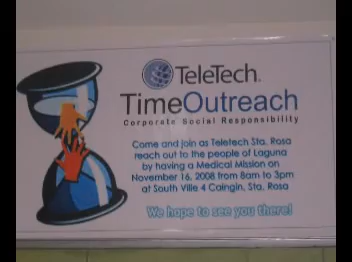 TeleTech.
TimeOutreach
Corporate Social Responsibility
Come and join as Teletech Sta. Rosa
reach out to the people of Laguna
by having a Medical Mission on
November 16, 2008 from 8am to 3pm
at South Ville 4 Caingin, Sta. Rosa
We hope to see you there!